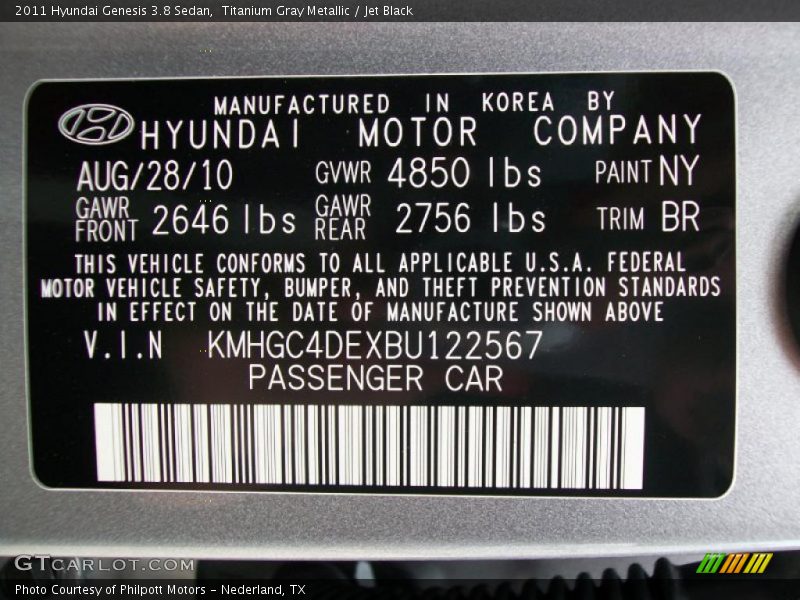 2011 Hyundai Genesis 3.8 Sedan,  Titanium Gray Metallic / Jet Black
MANUFACTURED IN KOREA BY
HYUNDAI MOTOR COMPANY
AUG/28/10 GVWR 4850 lbs PAINT NY
GAWR FRONT 2646 lbs GAWR REAR 2756 lbs TRIM BR
THIS VEHICLE CONFORMS TO ALL APPLICABLE U.S.A. FEDERAL
MOTOR VEHICLE SAFETY, BUMPER, AND THEFT PREVENTION STANDARDS
IN EFFECT ON THE DATE OF MANUFACTURE SHOWN ABOVE
V.I.N KMHGC4DEXBU122567
PASSENGER CAR
GTCARLOT.COM
Photo Courtesy of Philpott Motors - Nederland, TX